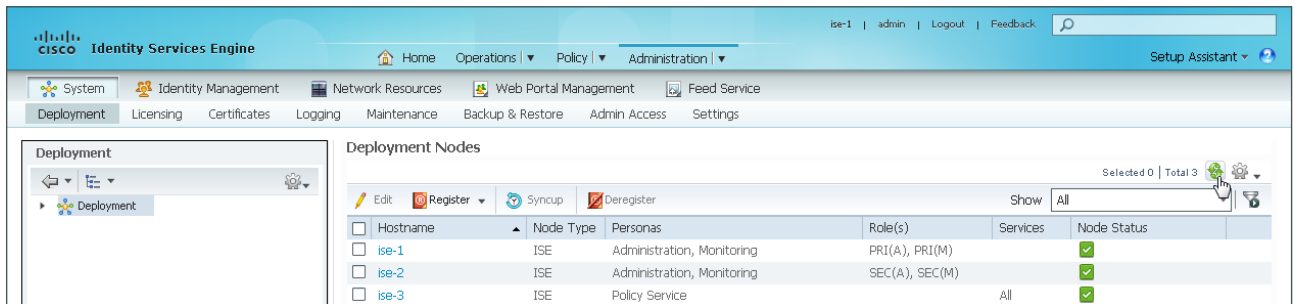 ise-1 | admin | Logout | Feedback
cisco Identity Services Engine
Home Operations | Policy | Administration | Setup Assistant
System Identity Management Network Resources Web Portal Management Feed Service
Deployment Licensing Certificates Logging Maintenance Backup & Restore Admin Access Settings
Deployment
Deployment
Deployment Nodes
Selected 0 | Total 3
Edit Register Syncup Deregister Show All
Hostname Node Type Personas Role(s) Services Node Status
ise-1 ISE Administration, Monitoring PRI(A), PRI(M)
ise-2 ISE Administration, Monitoring SEC(A), SEC(M)
ise-3 ISE Policy Service All